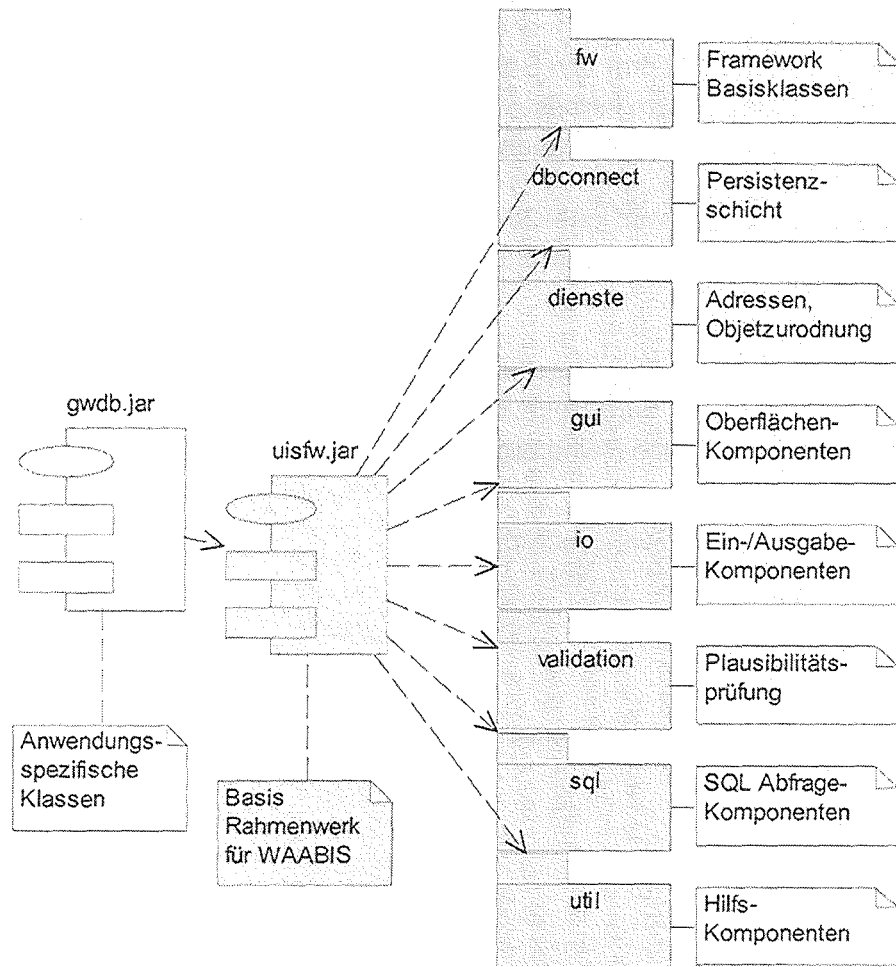 fw
Framework
Basisklassen
dbconnect
Persistenz-
schicht
dienste
Adressen,
Objetzurodnung
gwdb.jar
gui
Oberflächen-
Komponenten
uisfw.jar
io
Ein-/Ausgabe-
Komponenten
validation
Plausibilitäts-
prüfung
Anwendungs-
spezifische
Klassen
sql
SQL Abfrage-
Komponenten
Basis
Rahmenwerk
für WAABIS
util
Hilfs-
Komponenten